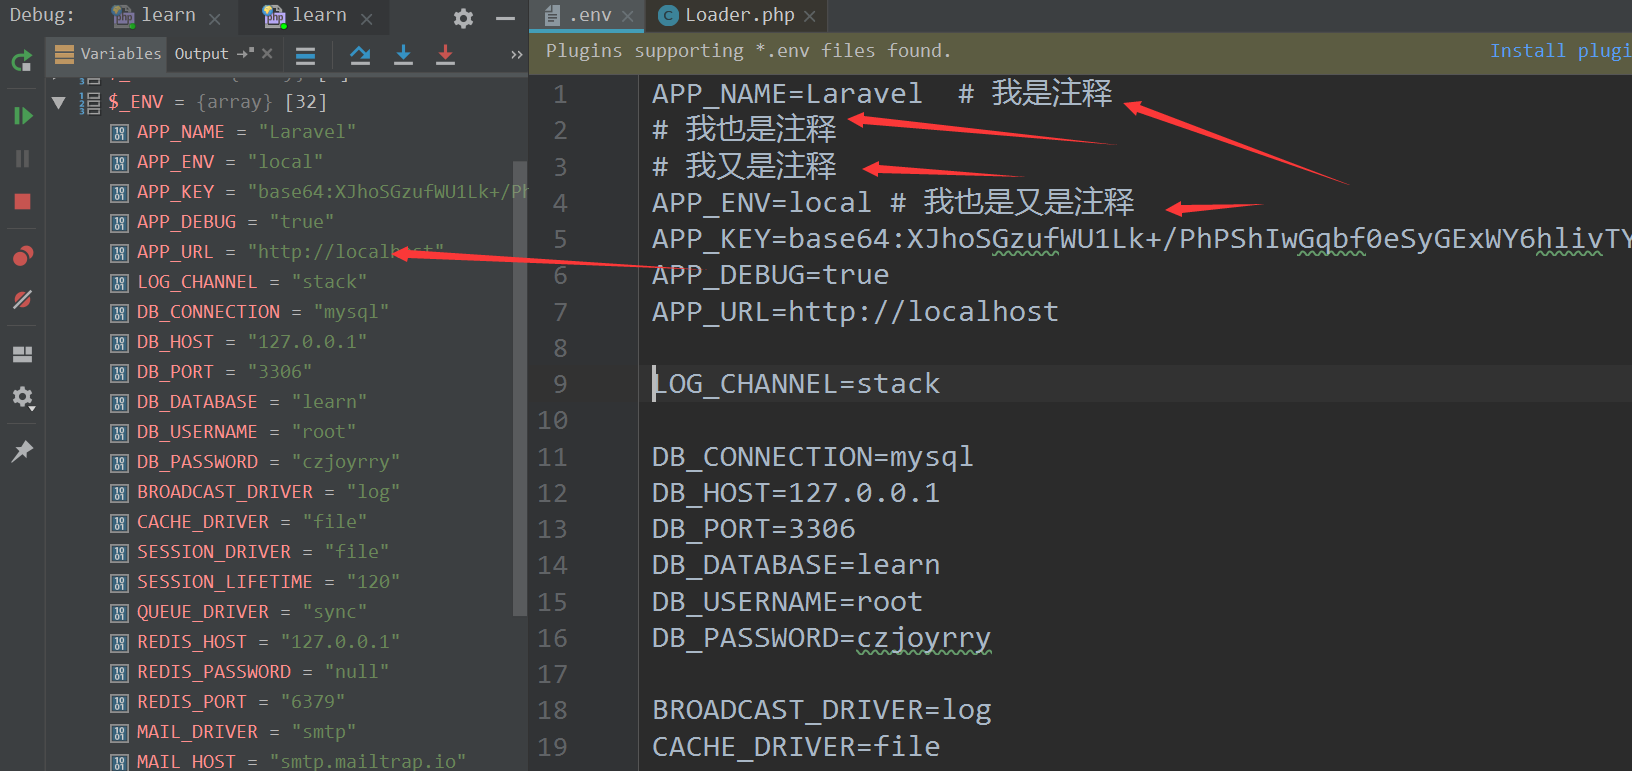 Debug: learn learn
Variables Output
$_ENV = {array} [32]
APP_NAME = "Laravel"
APP_ENV = "local"
APP_KEY = "base64:XJhoSGzufWU1Lk+/Ph
APP_DEBUG = "true"
APP_URL = "http://localhost"
LOG_CHANNEL = "stack"
DB_CONNECTION = "mysql"
DB_HOST = "127.0.0.1"
DB_PORT = "3306"
DB_DATABASE = "learn"
DB_USERNAME = "root"
DB_PASSWORD = "czjoyrry"
BROADCAST_DRIVER = "log"
CACHE_DRIVER = "file"
SESSION_DRIVER = "file"
SESSION_LIFETIME = "120"
QUEUE_DRIVER = "sync"
REDIS_HOST = "127.0.0.1"
REDIS_PASSWORD = "null"
REDIS_PORT = "6379"
MAIL_DRIVER = "smtp"
MAIL_HOST = "smtp.mailtrap.io"
.env Loader.php
Plugins supporting *.env files found. Install plugi
1 APP_NAME=Laravel  # 我是注释
2 # 我也是注释
3 # 我又是注释
4 APP_ENV=local # 我也是又是注释
5 APP_KEY=base64:XJhoSGzufWU1Lk+/PhPShIwGqbf0eSyGExWY6hlivTY
6 APP_DEBUG=true
7 APP_URL=http://localhost
8
9 LOG_CHANNEL=stack
10
11 DB_CONNECTION=mysql
12 DB_HOST=127.0.0.1
13 DB_PORT=3306
14 DB_DATABASE=learn
15 DB_USERNAME=root
16 DB_PASSWORD=czjoyrry
17
18 BROADCAST_DRIVER=log
19 CACHE_DRIVER=file